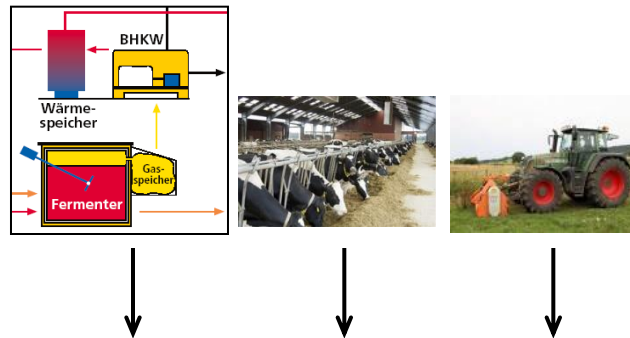 BHKW
Wärme-
speicher
Gas-
speicher
Fermenter